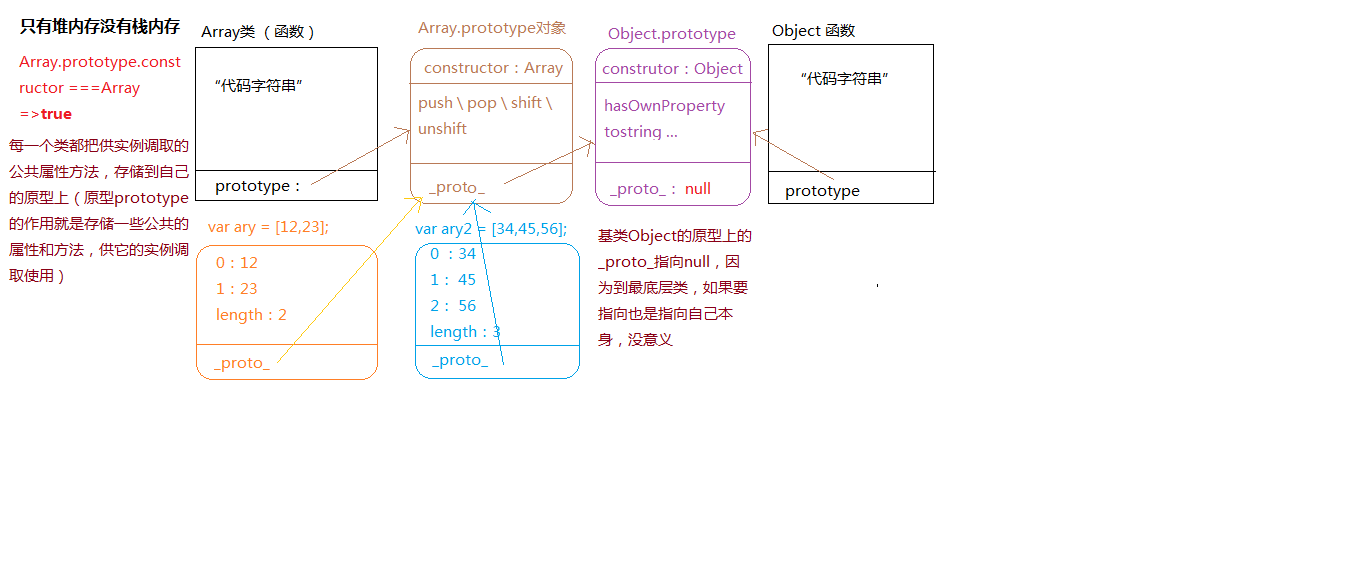 只有堆内存没有栈内存
Array.prototype.const
ructor ===Array
=>true
每一个类都把供实例调取的
公共属性方法，存储到自己
的原型上（原型prototype
的作用就是存储一些公共的
属性和方法，供它的实例调
取使用）
Array类 （函数）
“代码字符串”
prototype：
Array.prototype对象
constructor：Array
push \ pop \ shift \
unshift
_proto_
Object.prototype
construtor：Object
hasOwnProperty
tostring ...
_proto_： null
Object 函数
“代码字符串”
prototype
var ary = [12,23];
0：12
1：23
length：2
_proto_
var ary2 = [34,45,56];
0 ：34
1： 45
2： 56
length：3
_proto_
基类Object的原型上的
_proto_指向null，因
为到最底层类，如果要
指向也是指向自己本
身，没意义